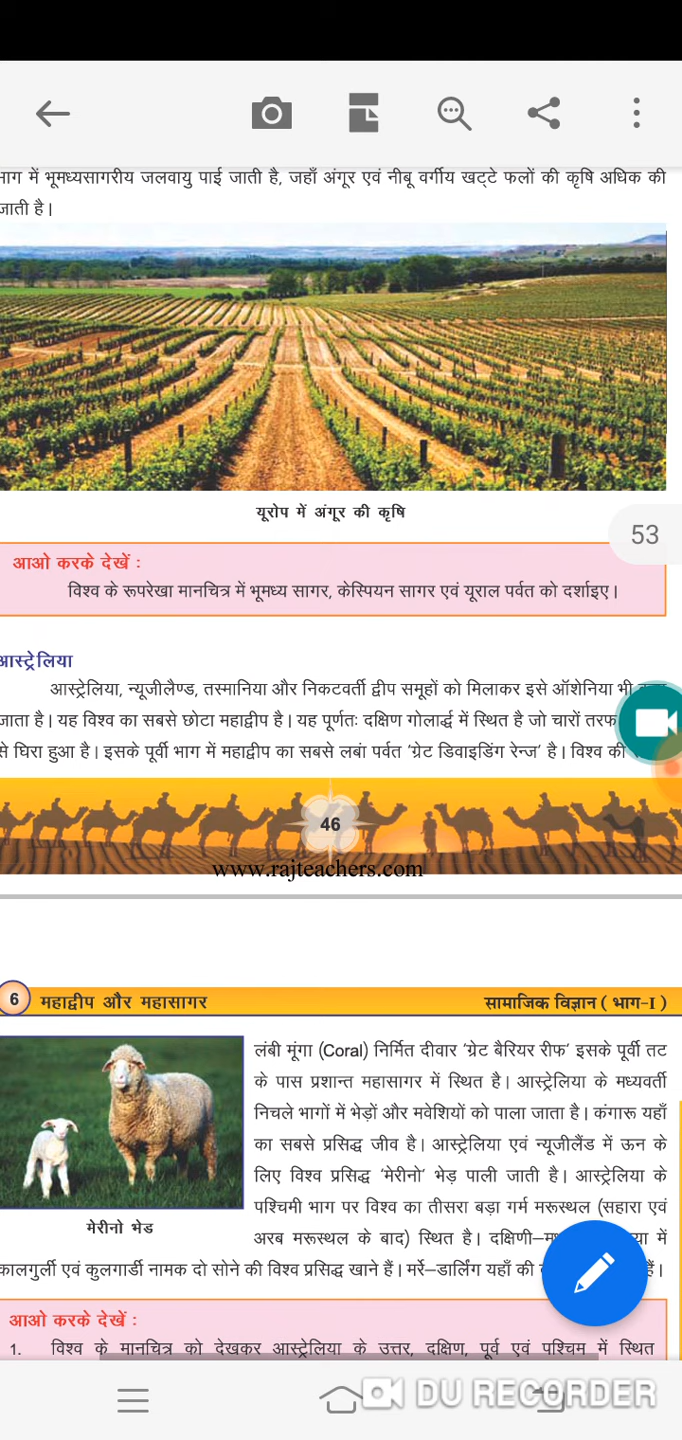 में भूमध्यसागरीय जलवायु पाई जाती है, जहाँ अंगूर एवं नीबू वर्गीय खट्टे फलों की कृषि अधिक की
जाती है।
यूरोप में अंगूर की कृषि
53
आओ करके देखें :
विश्व के रूपरेखा मानचित्र में भूमध्य सागर, केस्पियन सागर एवं यूराल पर्वत को दर्शाइए।
आस्ट्रेलिया
आस्ट्रेलिया, न्यूजीलैण्ड, तस्मानिया और निकटवर्ती द्वीप समूहों को मिलाकर इसे ऑशेनिया भी
जाता है। यह विश्व का सबसे छोटा महाद्वीप है। यह पूर्णतः दक्षिण गोलार्द्ध में स्थित है जो चारों तरफ
से घिरा हुआ है। इसके पूर्वी भाग में महाद्वीप का सबसे लबां पर्वत 'ग्रेट डिवाइडिंग रेन्ज' है। विश्व की
46
www.rajteachers.com
6 महाद्वीप और महासागर सामाजिक विज्ञान ( भाग-I )
लंबी मूंगा (Coral) निर्मित दीवार 'ग्रेट बैरियर रीफ' इसके पूर्वी तट
के पास प्रशान्त महासागर में स्थित है। आस्ट्रेलिया के मध्यवर्ती
निचले भागों में भेड़ों और मवेशियों को पाला जाता है। कंगारू यहाँ
का सबसे प्रसिद्ध जीव है। आस्ट्रेलिया एवं न्यूजीलैंड में ऊन के
लिए विश्व प्रसिद्ध 'मेरीनो' भेड़ पाली जाती है। आस्ट्रेलिया के
पश्चिमी भाग पर विश्व का तीसरा बड़ा गर्म मरूस्थल (सहारा एवं
अरब मरूस्थल के बाद) स्थित है। दक्षिणी– में
मेरीनो भेड
कालगुर्ली एवं कुलगार्डी नामक दो सोने की विश्व प्रसिद्ध खाने हैं। मर्रे–डार्लिंग यहाँ की हैं।
आओ करके देखें :
1. विश्व के मानचित्र को देखकर आस्ट्रेलिया के उत्तर, दक्षिण, पूर्व एवं पश्चिम में स्थित
DU RECORDER